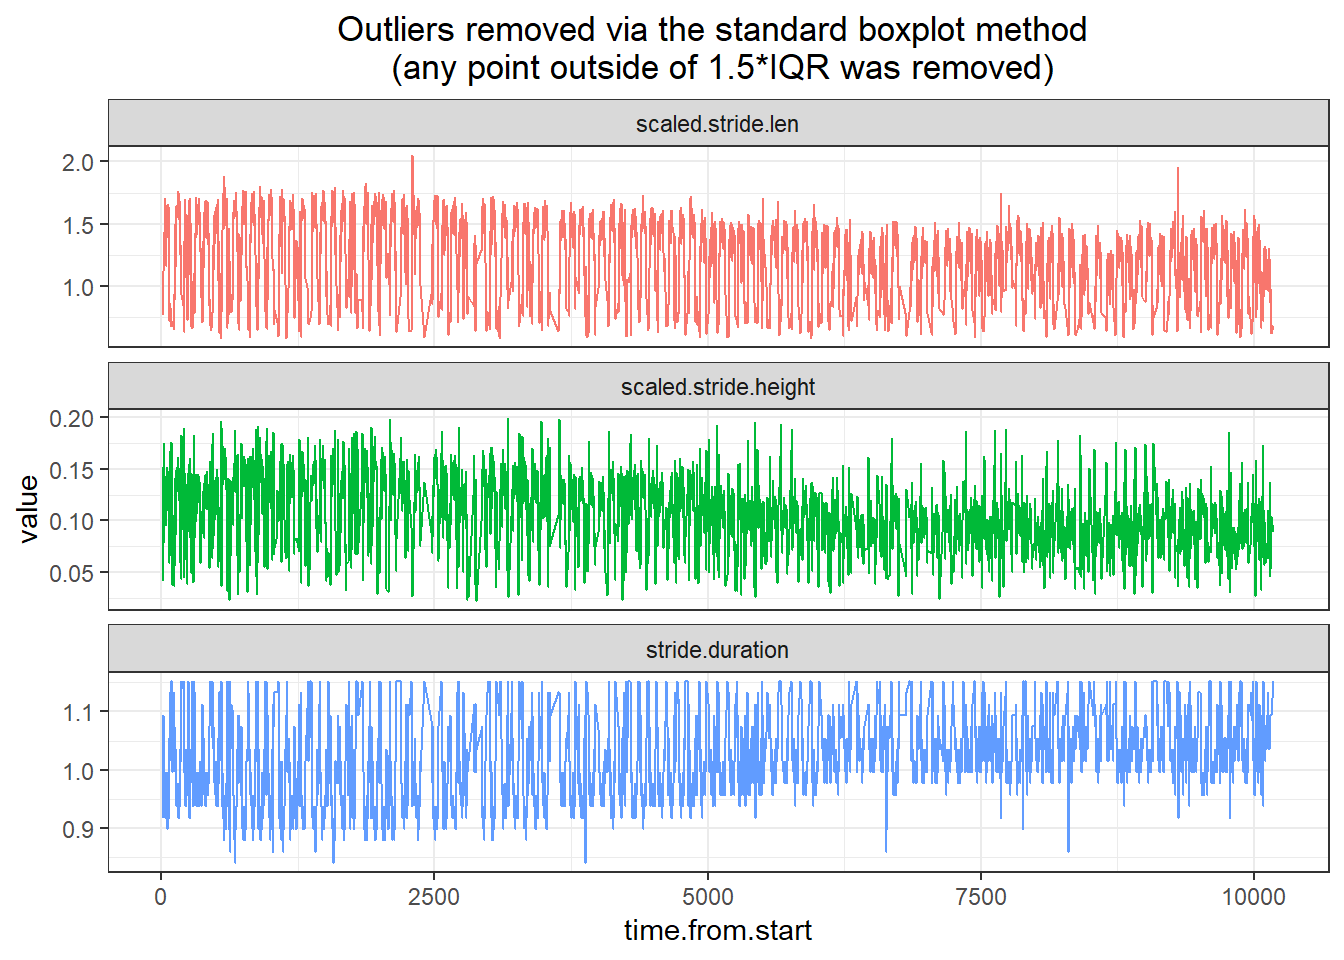 Outliers removed via the standard boxplot method
(any point outside of 1.5*IQR was removed)
scaled.stride.len
2.0
1.5
1.0
scaled.stride.height
0.20
0.15
0.10
0.05
value
stride.duration
1.1
1.0
0.9
0 2500 5000 7500 10000
time.from.start